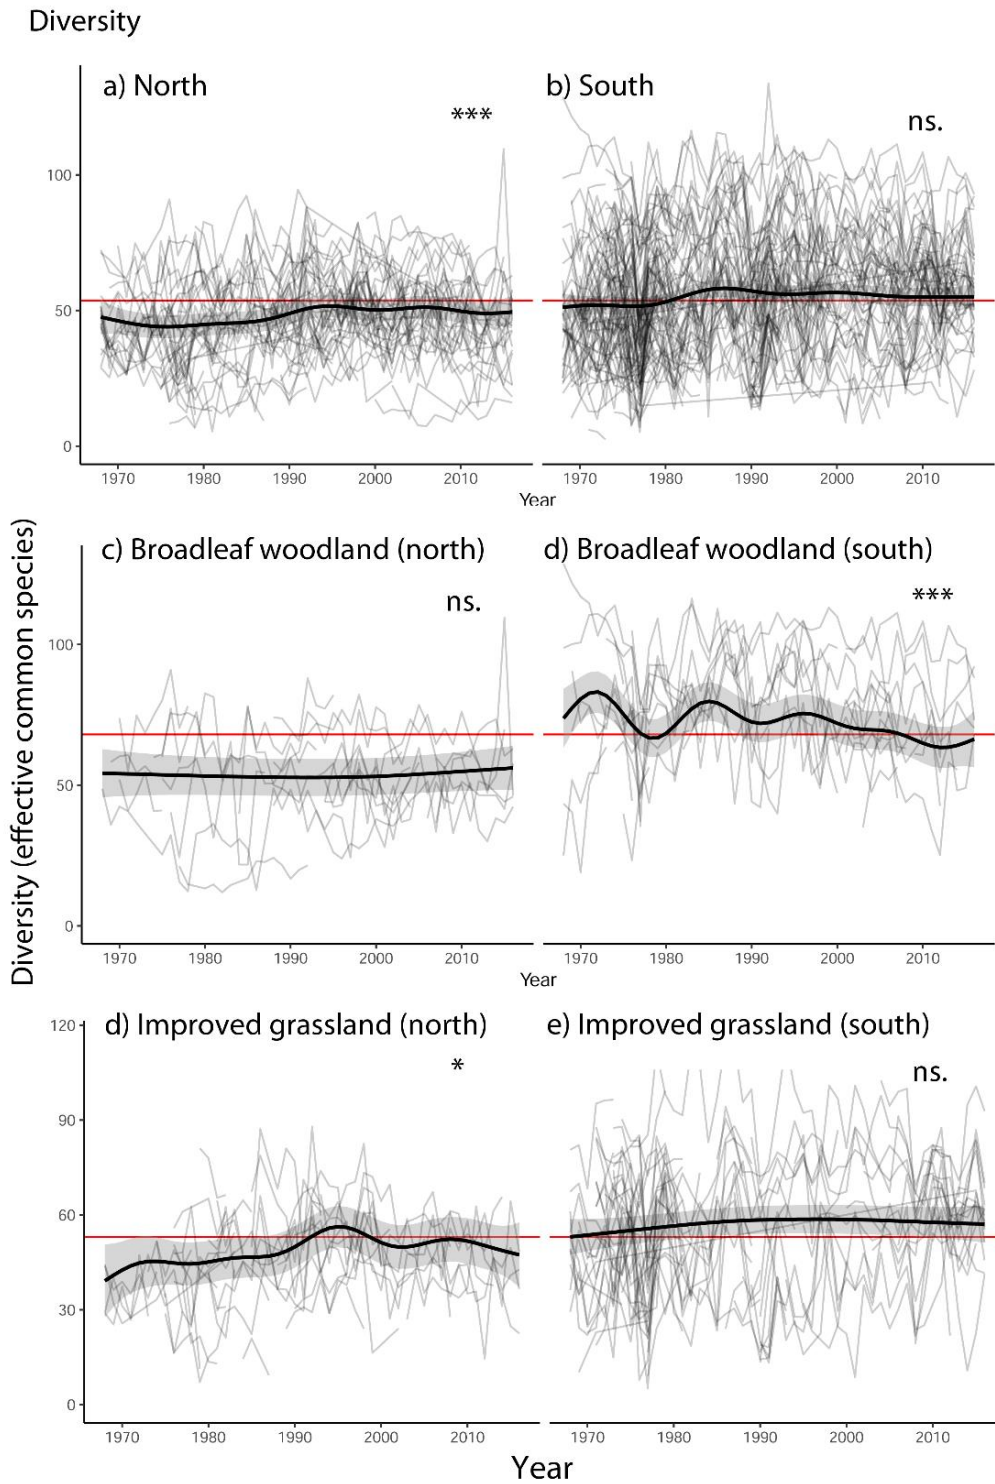 Diversity
a) North
b) South
***
ns.
100
50
0
1970 1980 1990 2000 2010 1970 1980 1990 2000 2010
Year
Diversity (effective common species)
c) Broadleaf woodland (north)
d) Broadleaf woodland (south)
ns.
***
100
50
0
1970 1980 1990 2000 2010 1970 1980 1990 2000 2010
Year
d) Improved grassland (north)
e) Improved grassland (south)
*
ns.
120
90
60
30
0
1970 1980 1990 2000 2010 1970 1980 1990 2000 2010
Year